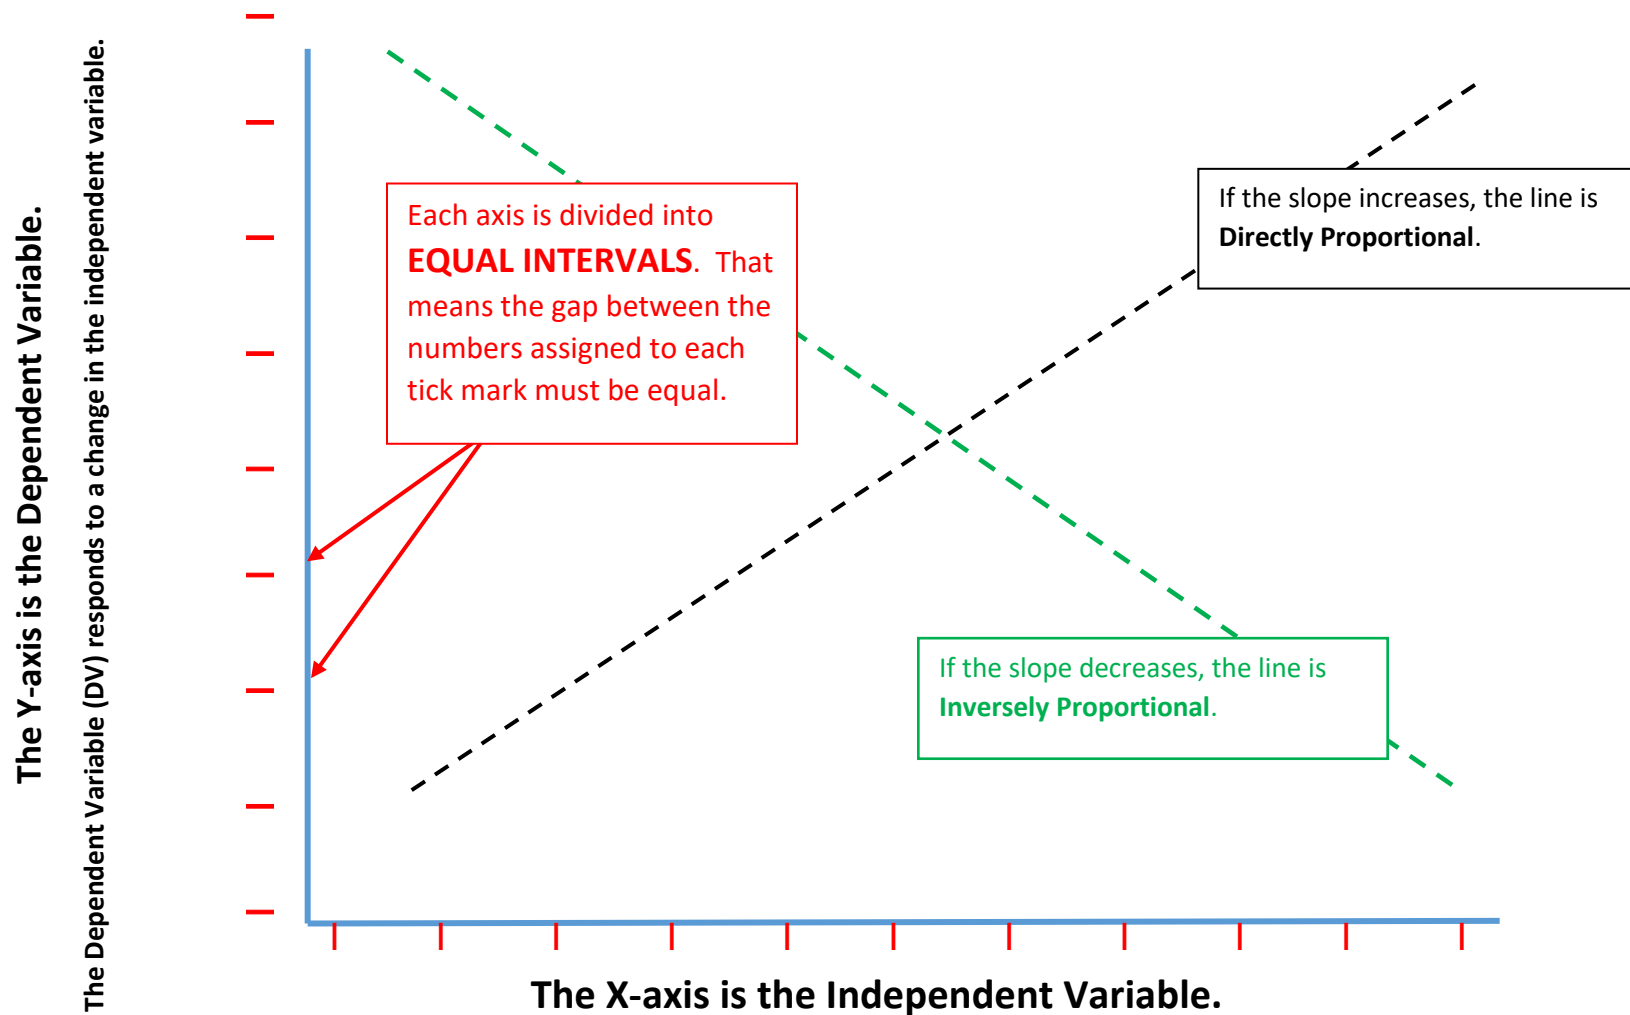 The Y-axis is the Dependent Variable.
The Dependent Variable (DV) responds to a change in the independent variable.
Each axis is divided into
EQUAL INTERVALS.  That
means the gap between the
numbers assigned to each
tick mark must be equal.
If the slope increases, the line is
Directly Proportional.
If the slope decreases, the line is
Inversely Proportional.
The X-axis is the Independent Variable.